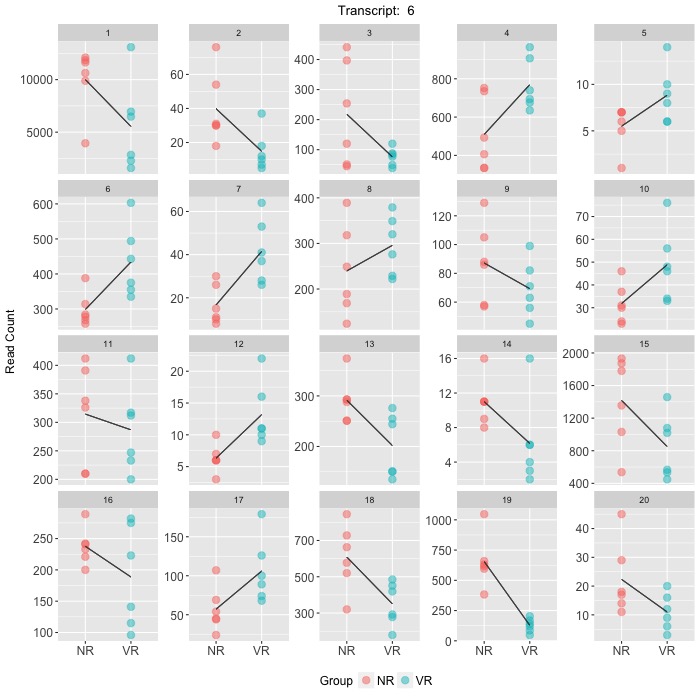 Transcript: 6
1 2 3 4 5
10000 5000
60 40 20
400 300 200 100
800 600 400
10 5
6 7 8 9 10
600 500 400 300
60 40 20
400 300 200
120 100 80 60
70 60 50 40 30
Read Count
11 12 13 14 15
400 350 300 250 200
20 15 10 5
300 200
16 12 8 4
2000 1600 1200 800 400
16 17 18 19 20
250 200 150 100
150 100 50
700 500 300
1000 750 500 250 0
40 30 20 10
NR VR NR VR NR VR NR VR NR VR
Group NR VR